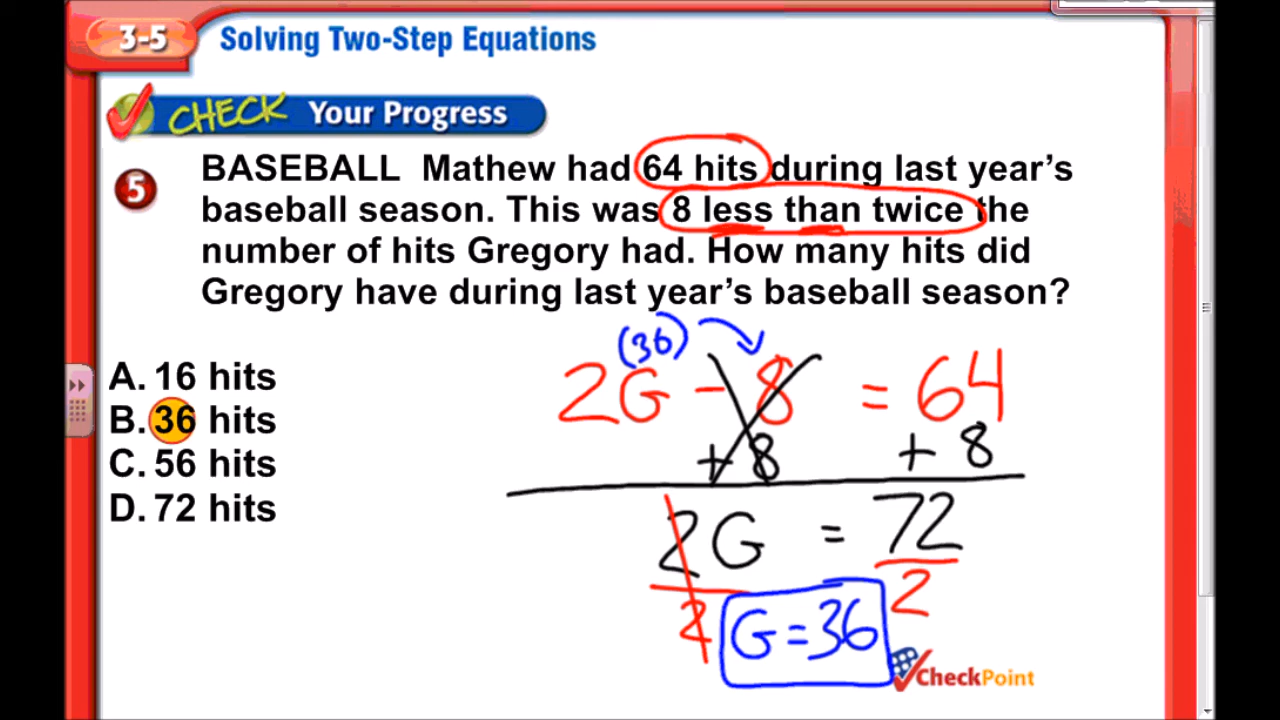 3-5 Solving Two-Step Equations
CHECK Your Progress
5 BASEBALL Mathew had 64 hits during last year's
baseball season. This was 8 less than twice the
number of hits Gregory had. How many hits did
Gregory have during last year's baseball season?
A. 16 hits
B. 36 hits
C. 56 hits
D. 72 hits
(36)
2G - 8 = 64
+ 8 + 8
2G = 72
2 2
G = 36
CheckPoint